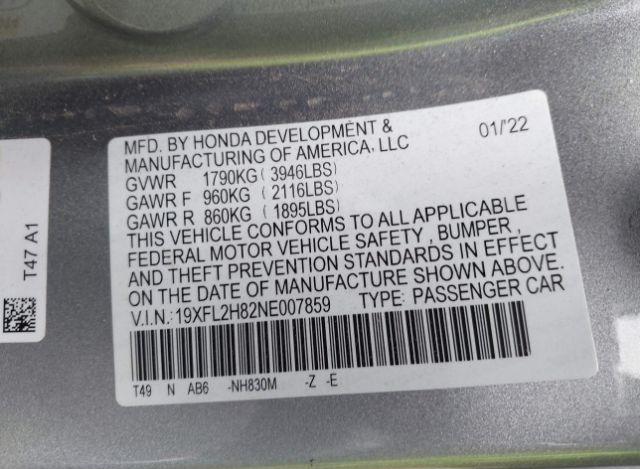 MFD. BY HONDA DEVELOPMENT &
MANUFACTURING OF AMERICA, LLC 01/'22
GVWR 1790KG (3946LBS)
GAWR F 960KG (2116LBS)
GAWR R 860KG (1895LBS)
THIS VEHICLE CONFORMS TO ALL APPLICABLE
FEDERAL MOTOR VEHICLE SAFETY , BUMPER ,
AND THEFT PREVENTION STANDARDS IN EFFECT
ON THE DATE OF MANUFACTURE SHOWN ABOVE.
V.I.N.: 19XFL2H82NE007859 TYPE: PASSENGER CAR
T49 N AB6 -NH830M -Z -E
T47 A1